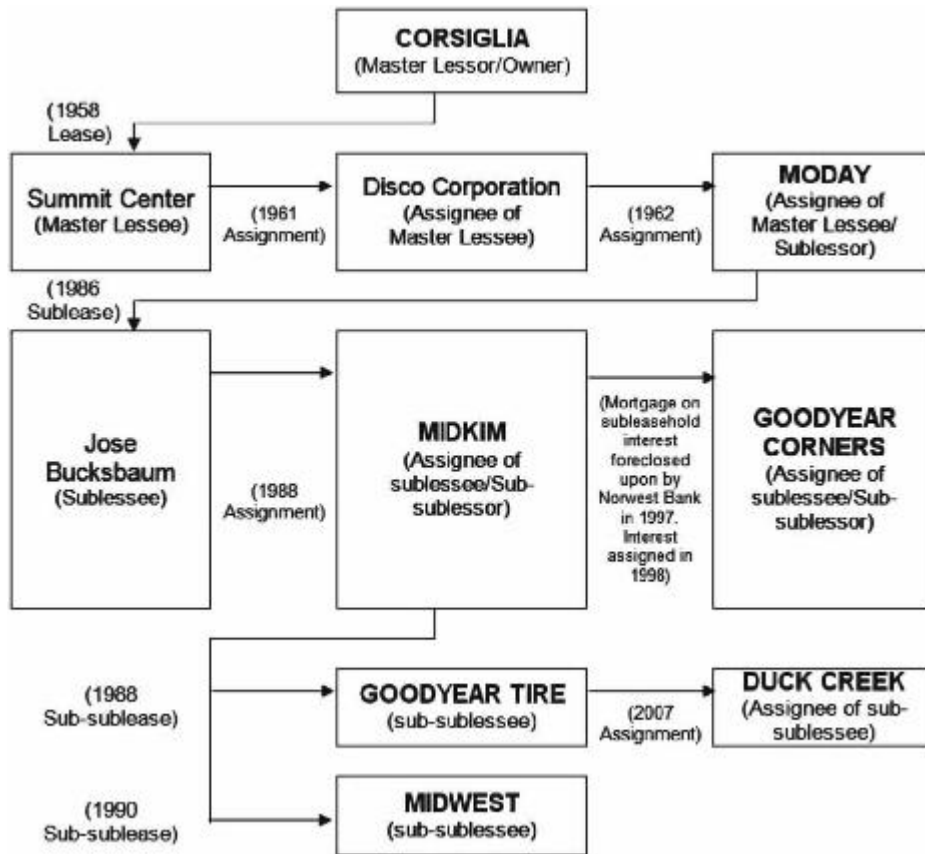 CORSIGLIA
(Master Lessor/Owner)
(1958
Lease)
Summit Center
(Master Lessee)
(1961
Assignment)
Disco Corporation
(Assignee of
Master Lessee)
(1962
Assignment)
MODAY
(Assignee of
Master Lessee/
Sublessor)
(1986
Sublease)
Jose
Bucksbaum
(Sublessee)
(1988
Assignment)
MIDKIM
(Assignee of
sublessee/Sub-
sublessor)
(Mortgage on
subleasehold
interest
foreclosed
upon by
Norwest Bank
in 1997.
Interest
assigned in
1998)
GOODYEAR
CORNERS
(Assignee of
sublessee/Sub-
sublessor)
(1988
Sub-sublease)
GOODYEAR TIRE
(sub-sublessee)
(2007
Assignment)
DUCK CREEK
(Assignee of sub-
sublessee)
(1990
Sub-sublease)
MIDWEST
(sub-sublessee)